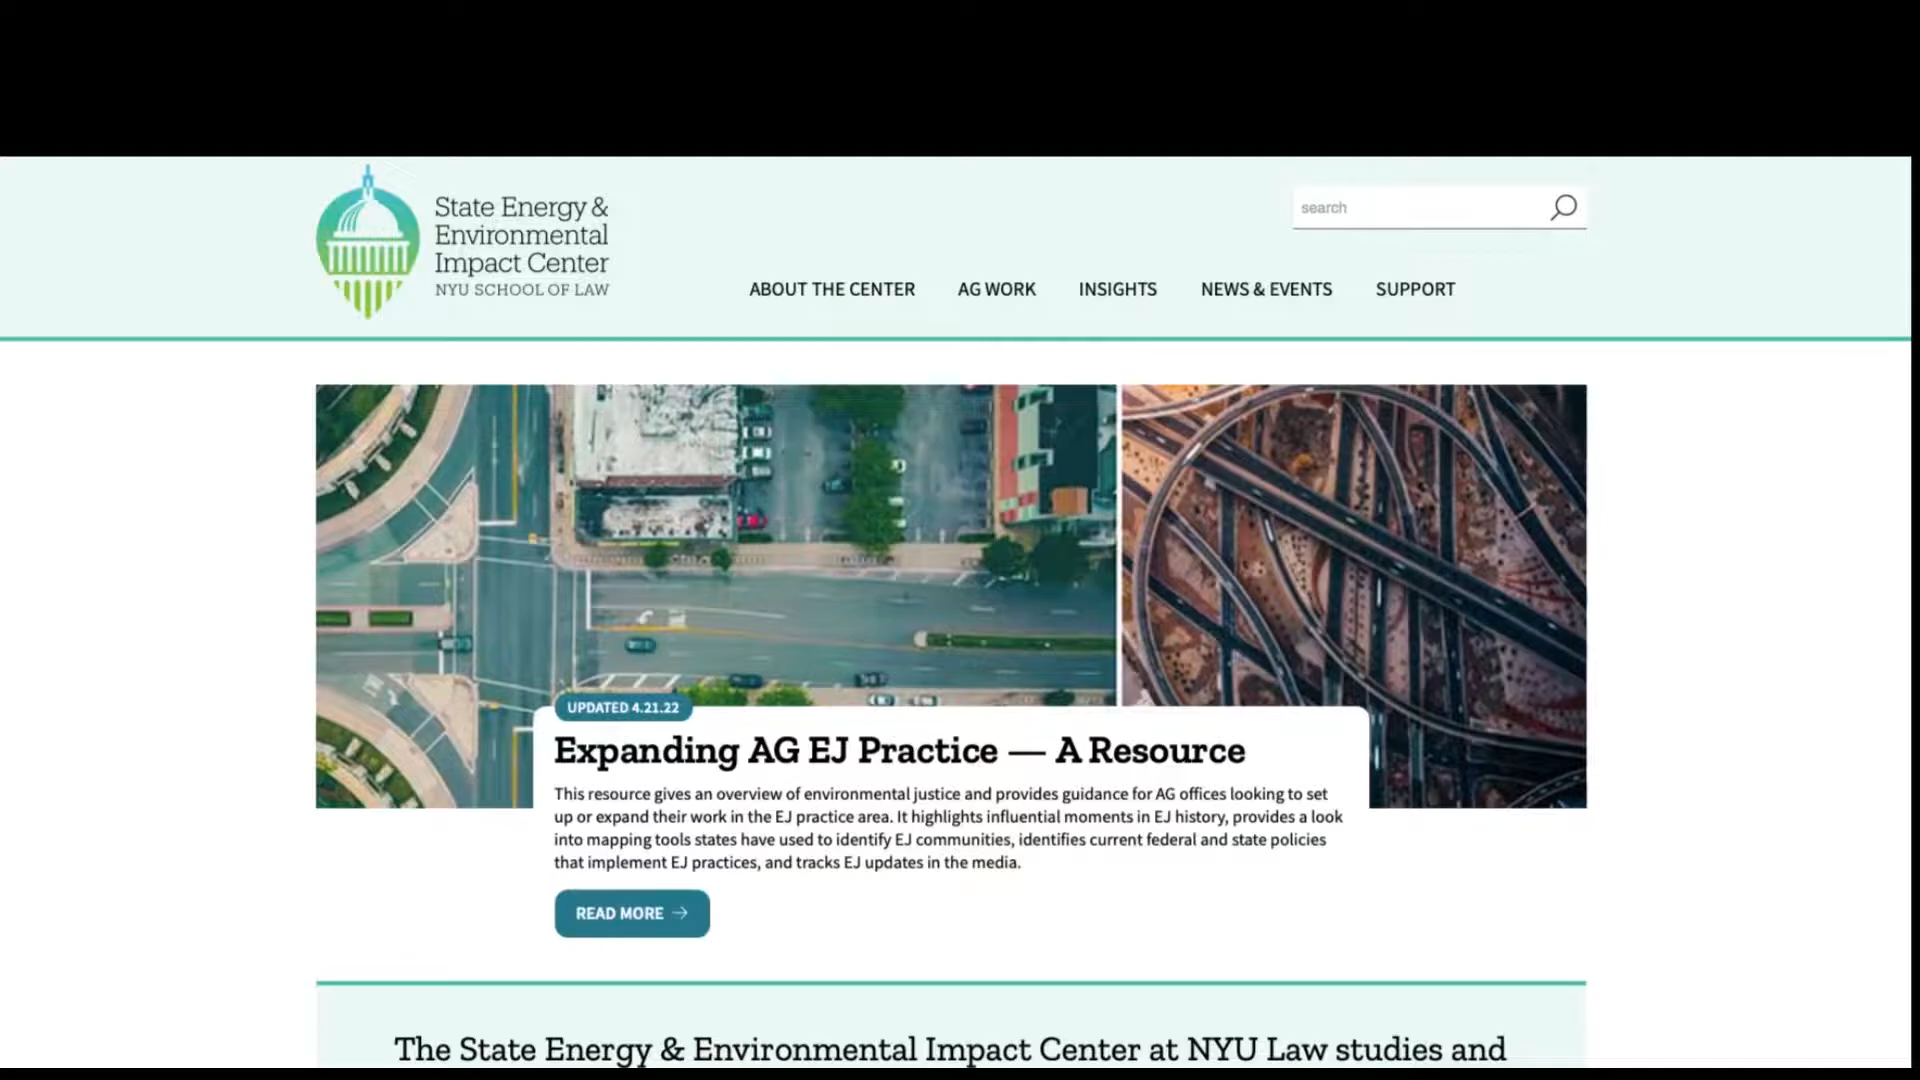 State Energy &
Environmental
Impact Center
NYU SCHOOL OF LAW
search
ABOUT THE CENTER
AG WORK
INSIGHTS
NEWS & EVENTS
SUPPORT
UPDATED 4.21.22
Expanding AG EJ Practice — A Resource
This resource gives an overview of environmental justice and provides guidance for AG offices looking to set
up or expand their work in the EJ practice area. It highlights influential moments in EJ history, provides a look
into mapping tools states have used to identify EJ communities, identifies current federal and state policies
that implement EJ practices, and tracks EJ updates in the media.
READ MORE →
The State Energy & Environmental Impact Center at NYU Law studies and